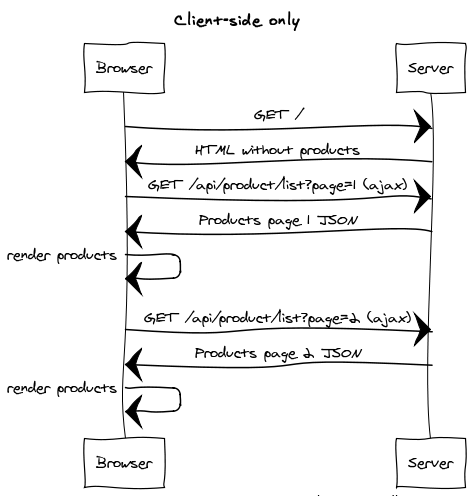 Client-side only
Browser
Server
GET /
HTML without products
GET /api/product/list?page=1 (ajax)
Products page 1 JSON
render products
GET /api/product/list?page=2 (ajax)
Products page 2 JSON
render products
Browser
Server